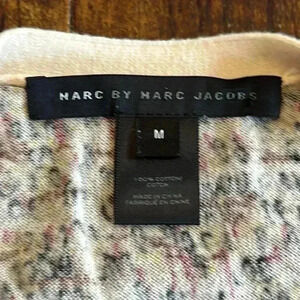 MARC BY MARC JACOBS
M
100% COTTON
COTON
MADE IN CHINA
FABRIQUÉ EN CHINE